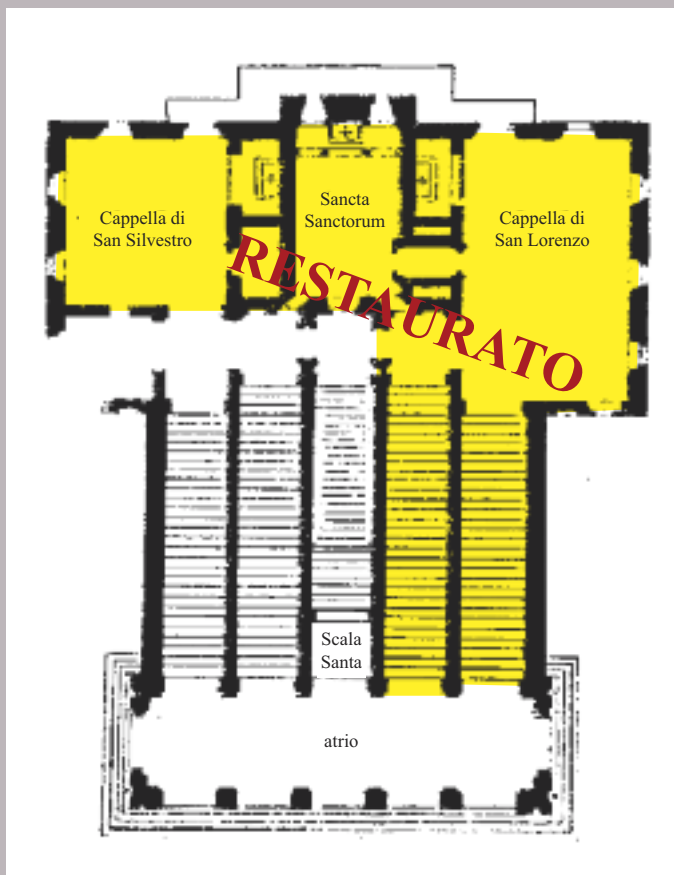 Cappella di
San Silvestro
Sancta
Sanctorum
Cappella di
San Lorenzo
RESTAURATO
Scala
Santa
atrio